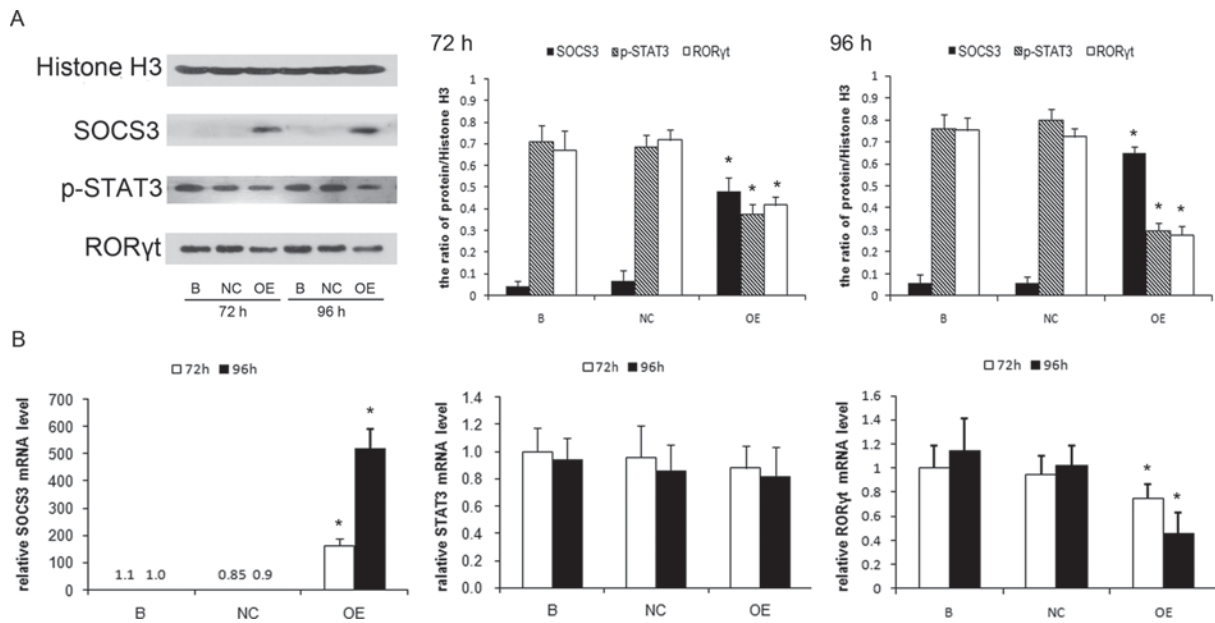 A
Histone H3
SOCS3
p-STAT3
RORγt
B NC OE B NC OE
72 h 96 h
72 h
SOCS3 p-STAT3 RORγt
the ratio of protein/Histone H3
1
0.9
0.8
0.7
0.6
0.5
0.4
0.3
0.2
0.1
0
* * *
B NC OE
96 h
SOCS3 p-STAT3 RORγt
the ratio of protein/Histone H3
1
0.9
0.8
0.7
0.6
0.5
0.4
0.3
0.2
0.1
0
* * *
B NC OE
B
72h 96h
relative SOCS3 mRNA level
700
600
500
400
300
200
100
0
1.1 1.0 0.85 0.9 * *
B NC OE
72h 96h
ralative STAT3 mRNA level
1.4
1.2
1.0
0.8
0.6
0.4
0.2
0.0
B NC OE
72h 96h
relatively RORγt mRNA level
1.6
1.4
1.2
1
0.8
0.6
0.4
0.2
0
* *
B NC OE